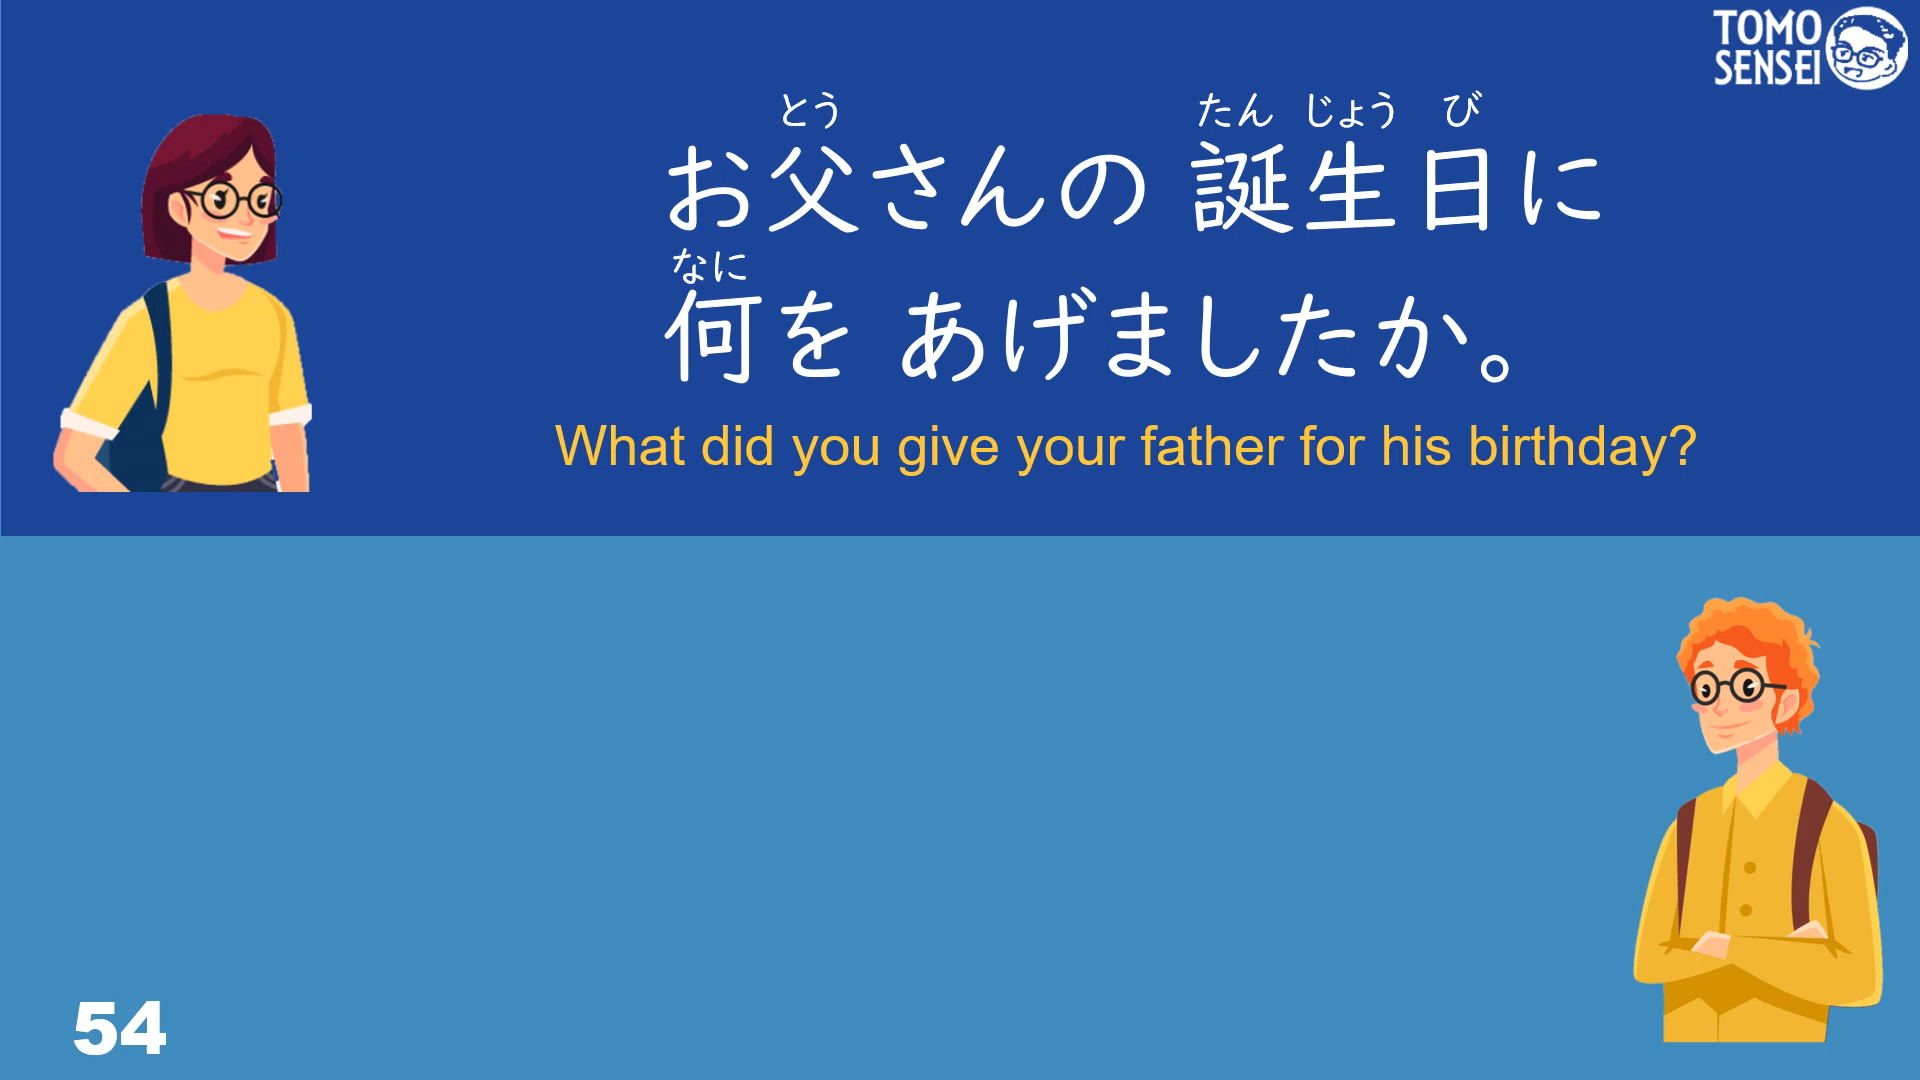 TOMO
SENSEI
とう たん じょう び
お父さんの 誕生日に
なに
何を あげましたか。
What did you give your father for his birthday?
54